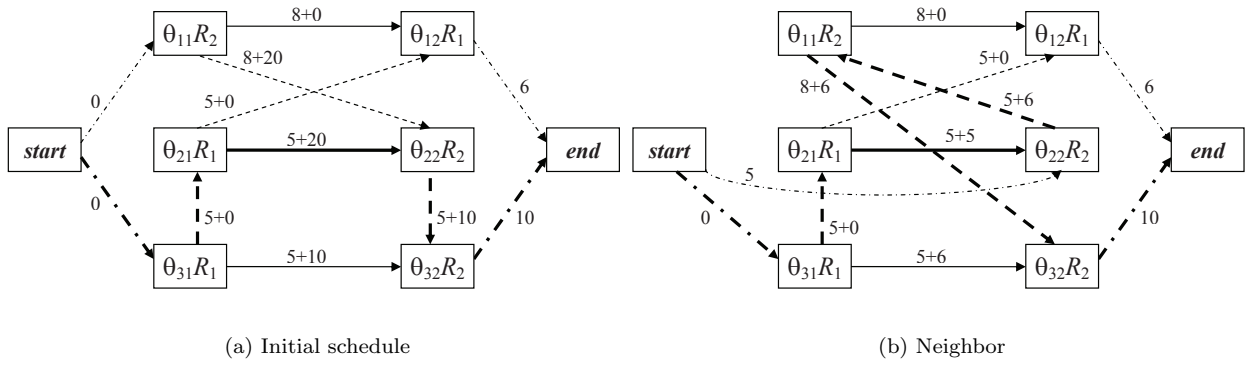 θ11R2 8+0 θ12R1
8+20
0 5+0 6
start θ21R1 5+20 θ22R2 end
0 5+0 5+10 10
θ31R1 5+10 θ32R2
(a) Initial schedule
θ11R2 8+0 θ12R1
5+0
8+6 5+6 6
start θ21R1 5+5 θ22R2 end
5
0 5+0 10
θ31R1 5+6 θ32R2
(b) Neighbor